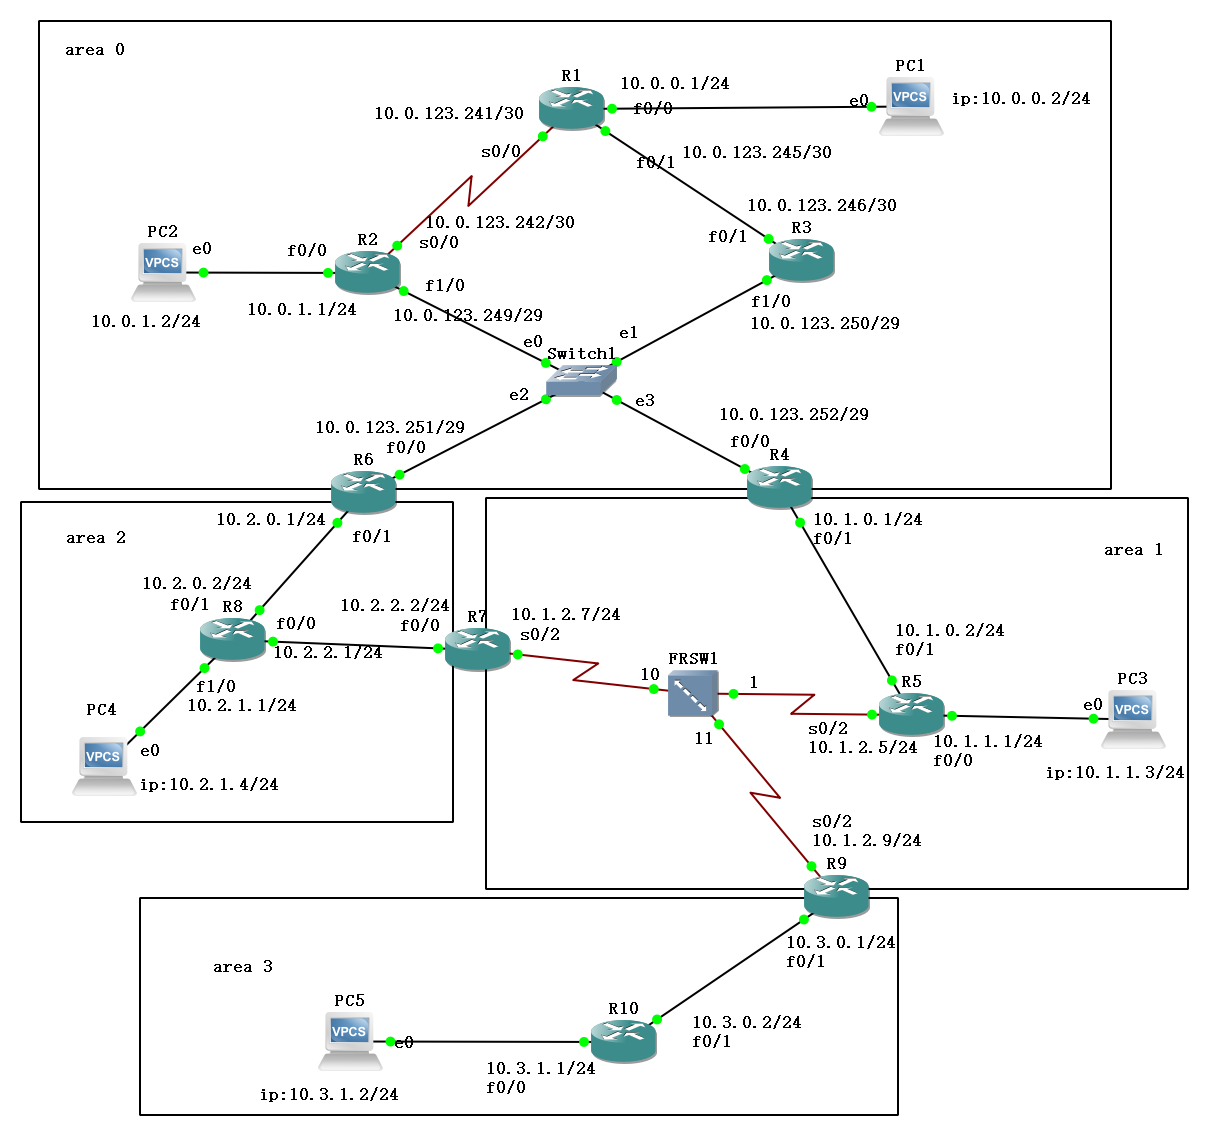 area 0
R1
10.0.0.1/24
PC1
VPCS
e0
ip:10.0.0.2/24
f0/0
10.0.123.241/30
s0/0
f0/1
10.0.123.245/30
10.0.123.246/30
R3
f0/1
PC2
VPCS
e0
f0/0
R2
10.0.123.242/30
s0/0
f1/0
10.0.1.2/24
10.0.1.1/24
10.0.123.249/29
f1/0
10.0.123.250/29
e0
e1
Switch1
e2
e3
10.0.123.251/29
f0/0
R6
10.0.123.252/29
f0/0
R4
10.2.0.1/24
f0/1
area 2
10.1.0.1/24
f0/1
area 1
10.2.0.2/24
f0/1
R8
f0/0
10.2.2.1/24
10.2.2.2/24
f0/0
R7
10.1.2.7/24
s0/2
f1/0
10.2.1.1/24
PC4
VPCS
e0
ip:10.2.1.4/24
FRSW1
10
1
11
10.1.0.2/24
f0/1
R5
s0/2
10.1.2.5/24
10.1.1.1/24
f0/0
PC3
VPCS
e0
ip:10.1.1.3/24
s0/2
10.1.2.9/24
R9
10.3.0.1/24
f0/1
area 3
PC5
VPCS
e0
ip:10.3.1.2/24
R10
10.3.1.1/24
f0/0
10.3.0.2/24
f0/1